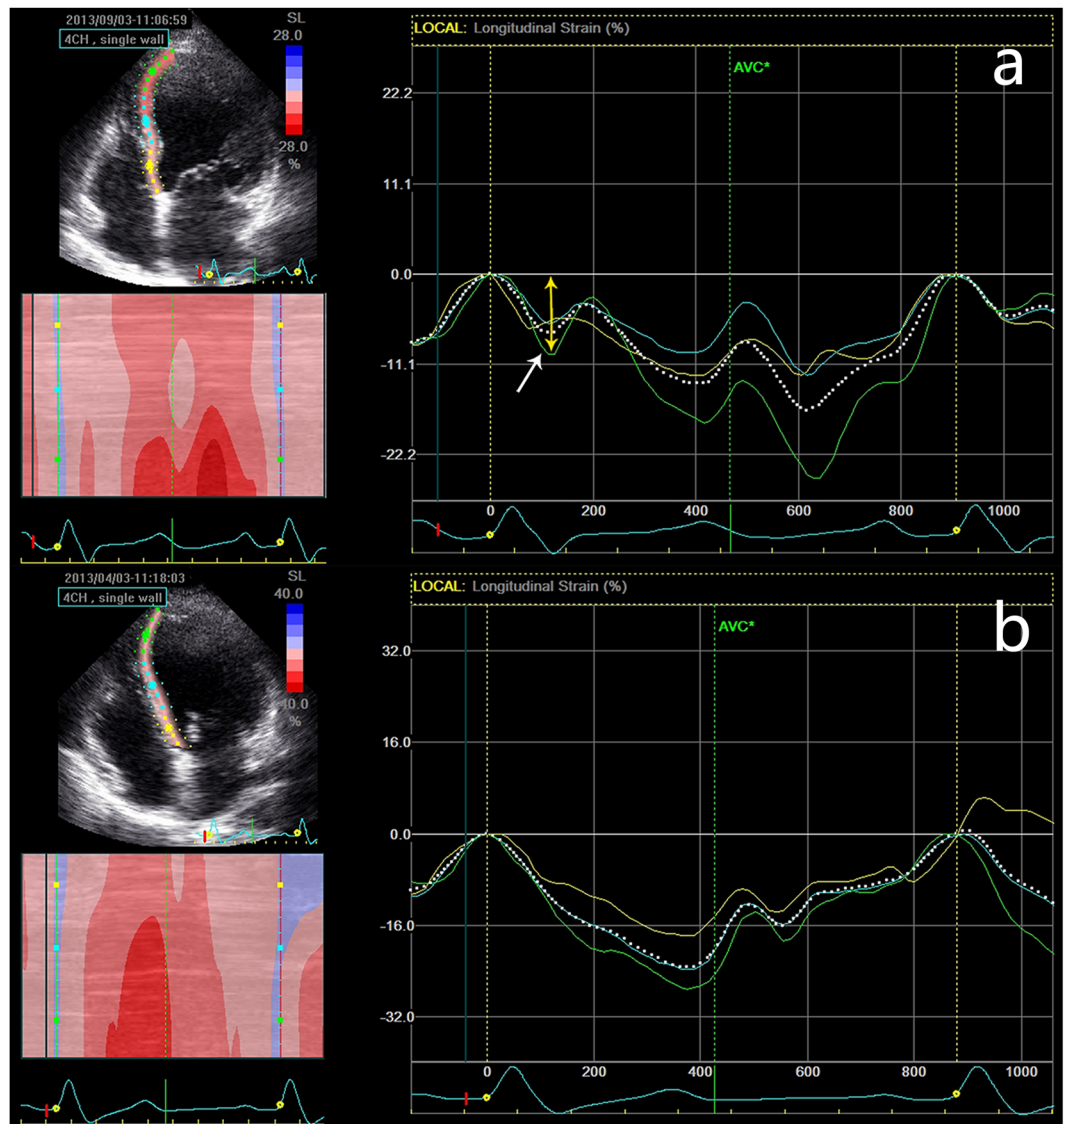 2013/09/03-11:06:59
4CH , single wall
SL
28.0
-28.0
%
LOCAL: Longitudinal Strain (%)
a
AVC*
22.2
11.1
0.0
-11.1
-22.2
0 200 400 600 800 1000
2013/04/03-11:18:03
4CH , single wall
SL
40.0
40.0
%
LOCAL: Longitudinal Strain (%)
b
AVC*
32.0
16.0
0.0
-16.0
-32.0
0 200 400 600 800 1000